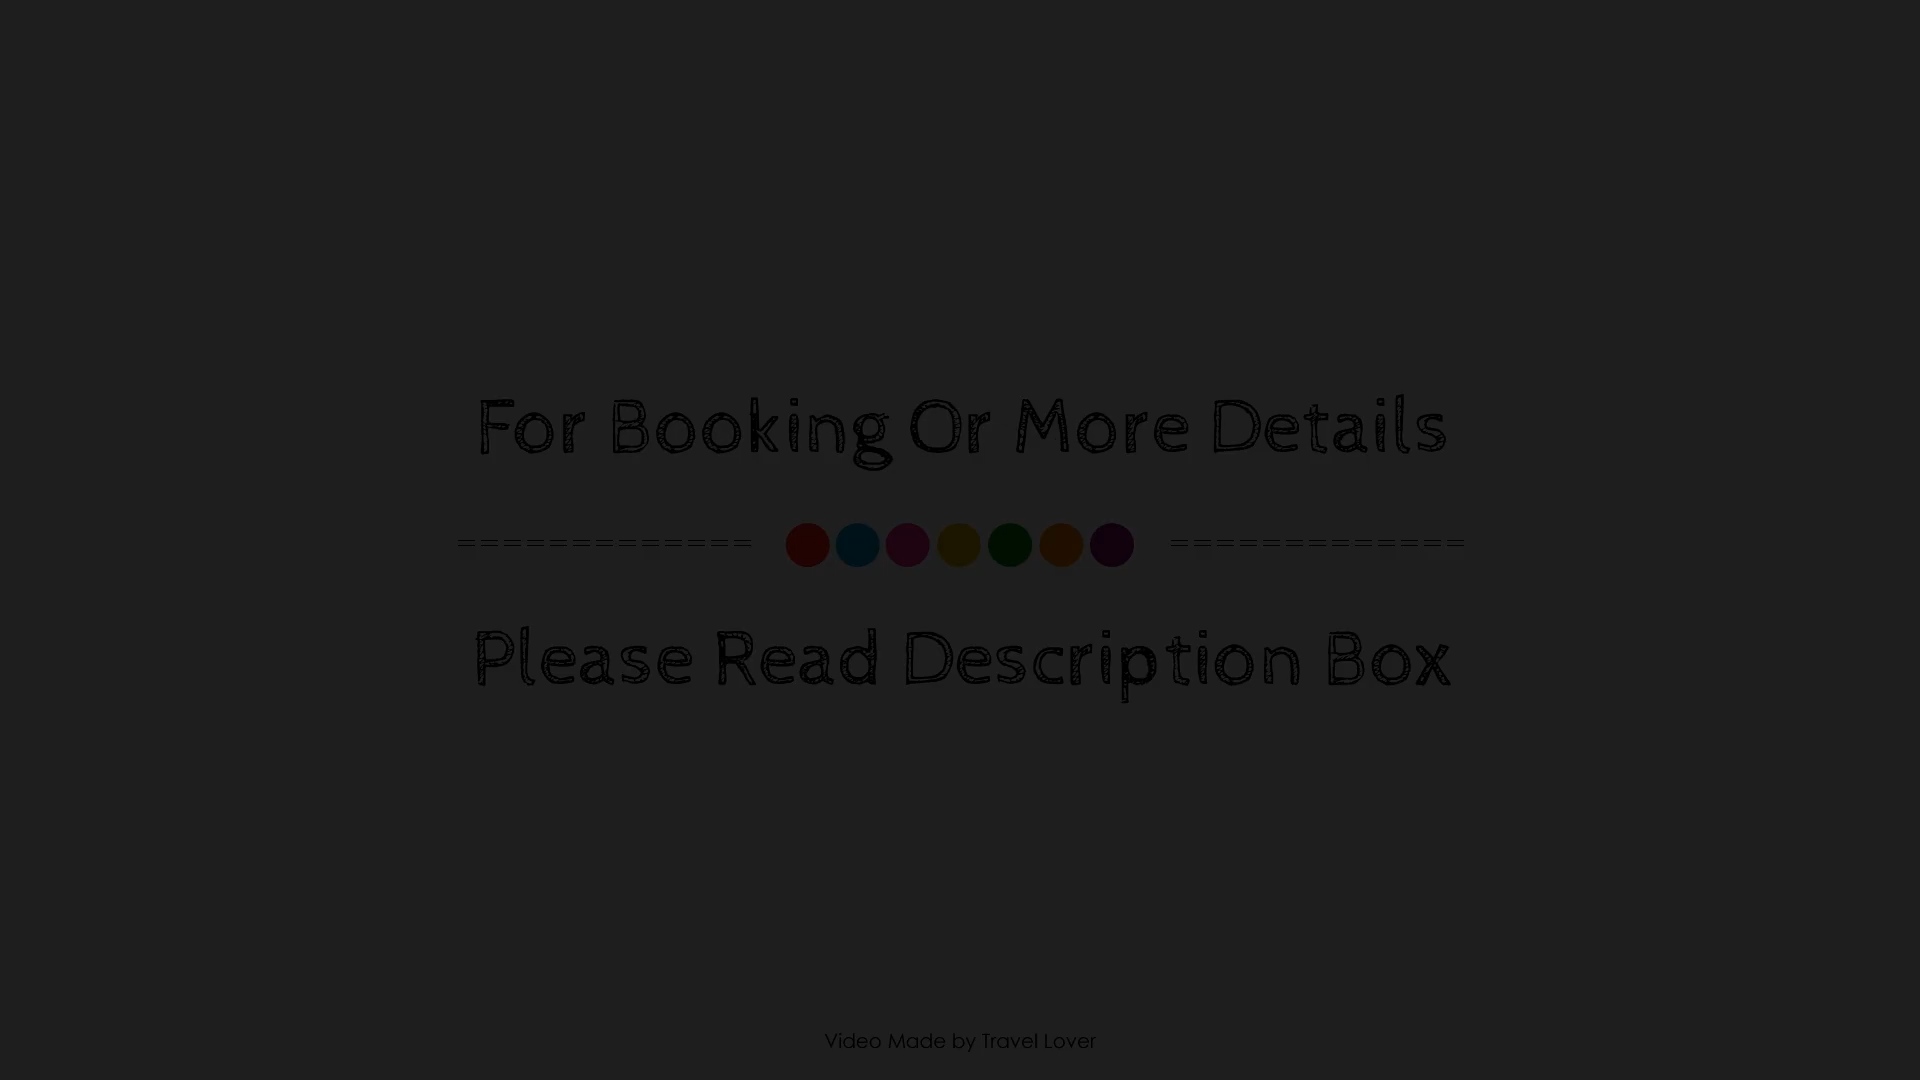 For Booking Or More Details
============= =============
Please Read Description Box
Video Made by Travel Lover